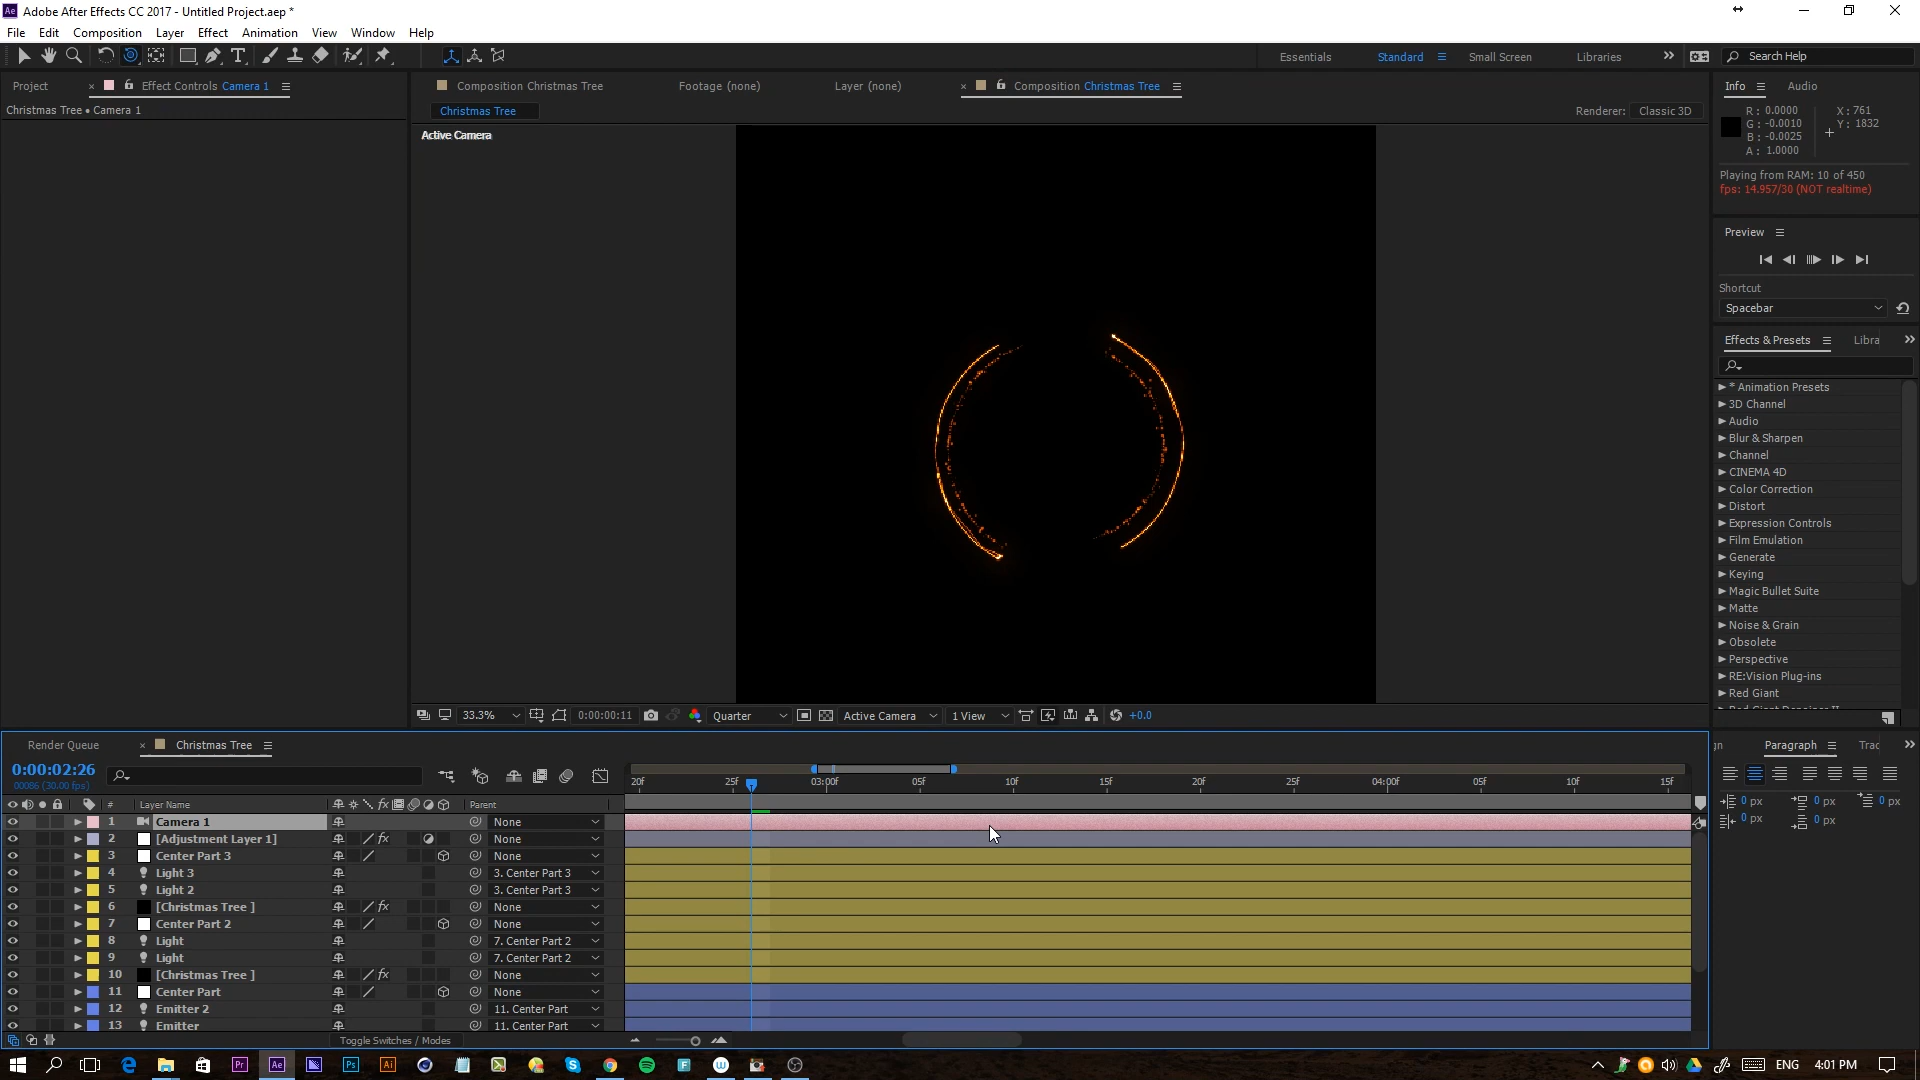 Adobe After Effects CC 2017 - Untitled Project.aep *
File Edit Composition Layer Effect Animation View Window Help
Essentials Standard Small Screen Libraries Search Help
Project Effect Controls Camera 1
Christmas Tree • Camera 1
Composition Christmas Tree Footage (none) Layer (none) Composition Christmas Tree
Christmas Tree Renderer: Classic 3D
Active Camera
Info Audio
R: 0.0000 X: 761
G: -0.0010 Y: 1832
B: -0.0025
A: 1.0000
Playing from RAM: 10 of 450
fps: 14.957/30 (NOT realtime)
Preview
Shortcut
Spacebar
Effects & Presets Libra
* Animation Presets
3D Channel
Audio
Blur & Sharpen
Channel
CINEMA 4D
Color Correction
Distort
Expression Controls
Film Emulation
Generate
Keying
Magic Bullet Suite
Matte
Noise & Grain
Obsolete
Perspective
RE:Vision Plug-ins
Red Giant
33.3% 0:00:00:11 Quarter Active Camera 1 View +0.0
Render Queue Christmas Tree
0:00:02:26
00086 (30.00 fps)
20f 25f 03:00f 05f 10f 15f 20f 25f 04:00f 05f 10f 15f
# Layer Name fx Parent
1 Camera 1 None
2 [Adjustment Layer 1] fx None
3 Center Part 3 None
4 Light 3 3. Center Part 3
5 Light 2 3. Center Part 3
6 [Christmas Tree ] fx None
7 Center Part 2 None
8 Light 7. Center Part 2
9 Light 7. Center Part 2
10 [Christmas Tree ] fx None
11 Center Part None
12 Emitter 2 11. Center Part
13 Emitter 11. Center Part
Toggle Switches / Modes
gn Paragraph Trac
0 px 0 px 0 px
0 px 0 px
ENG 4:01 PM